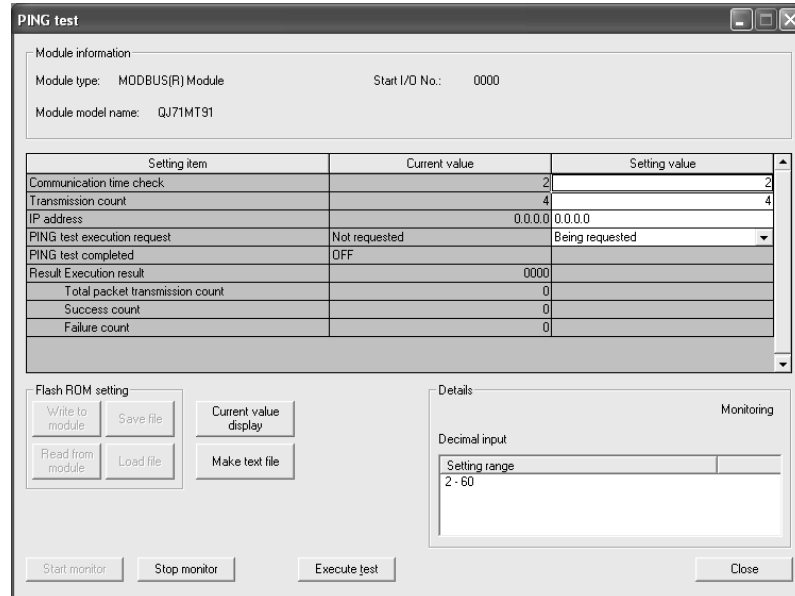 PING test
Module information
Module type: MODBUS(R) Module Start I/O No.: 0000
Module model name: QJ71MT91
Setting item Current value Setting value
Communication time check 2 2
Transmission count 4 4
IP address 0.0.0.0 0.0.0.0
PING test execution request Not requested Being requested
PING test completed OFF
Result Execution result 0000
Total packet transmission count 0
Success count 0
Failure count 0
Flash ROM setting
Write to
module
Save file
Current value
display
Read from
module
Load file
Make text file
Details
Monitoring
Decimal input
Setting range
2 - 60
Start monitor Stop monitor Execute test Close